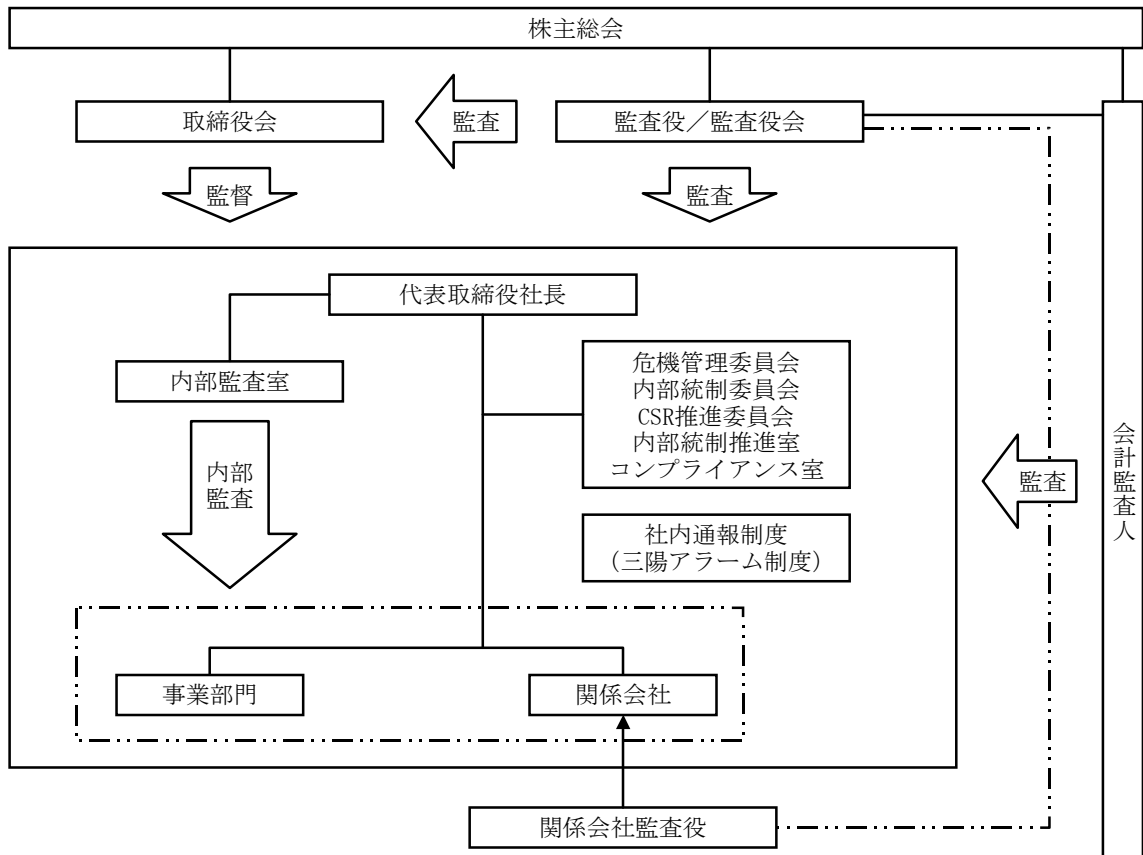 株主総会
取締役会
監査
監査役／監査役会
監督
監査
代表取締役社長
内部監査室
危機管理委員会
内部統制委員会
CSR推進委員会
内部統制推進室
コンプライアンス室
内部
監査
監査
会計監査人
社内通報制度
（三陽アラーム制度）
事業部門
関係会社
関係会社監査役